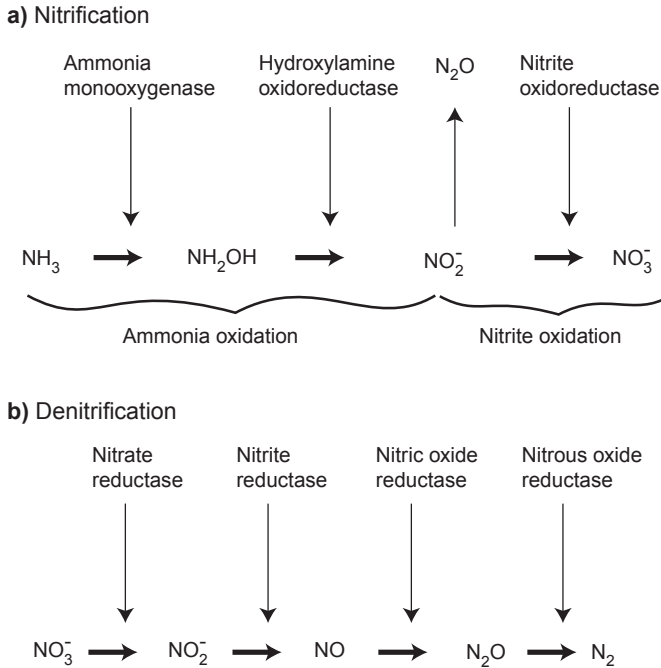 a) Nitrification
Ammonia
monooxygenase
Hydroxylamine
oxidoreductase
N₂O
Nitrite
oxidoreductase
NH₃ NH₂OH NO₂⁻ NO₃⁻
Ammonia oxidation Nitrite oxidation
b) Denitrification
Nitrate
reductase
Nitrite
reductase
Nitric oxide
reductase
Nitrous oxide
reductase
NO₃⁻ NO₂⁻ NO N₂O N₂